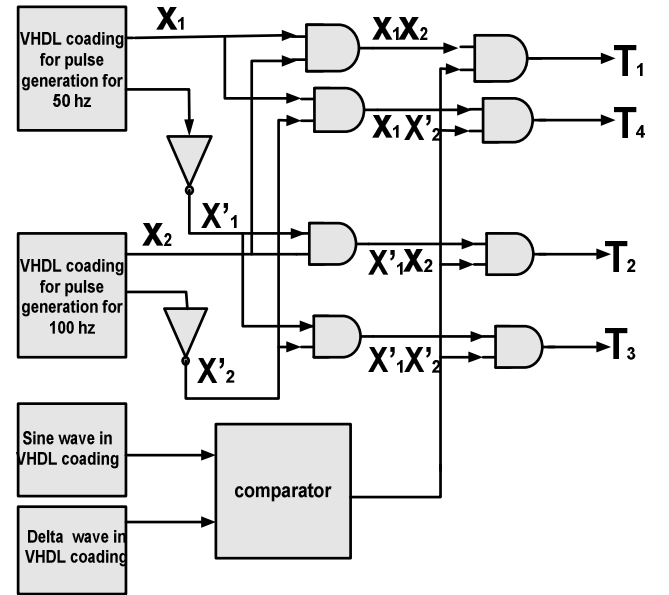 VHDL coading
for pulse
generation for
50 hz
X1
X1X2
T1
X1X'2
T4
X'1
VHDL coading
for pulse
generation for
100 hz
X2
X'1X2
T2
X'2
X'1X'2
T3
Sine wave in
VHDL coading
comparator
Delta wave in
VHDL coading